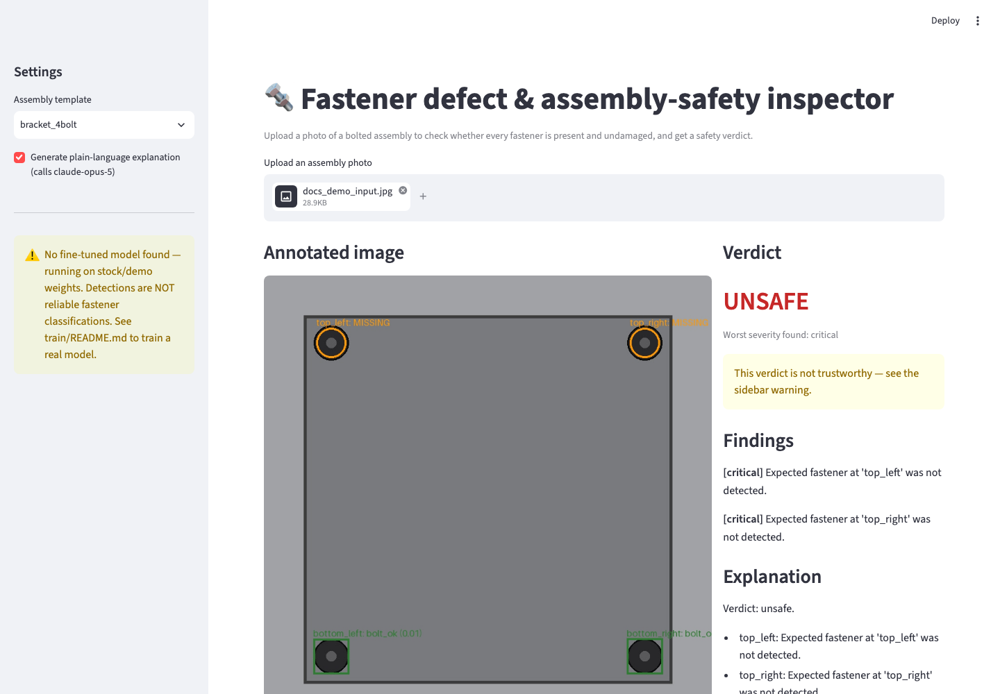 Deploy
Settings
Assembly template
bracket_4bolt
Generate plain-language explanation
(calls claude-opus-5)
No fine-tuned model found —
running on stock/demo
weights. Detections are NOT
reliable fastener
classifications. See
train/README.md to train a
real model.
Fastener defect & assembly-safety inspector
Upload a photo of a bolted assembly to check whether every fastener is present and undamaged, and get a safety verdict.
Upload an assembly photo
docs_demo_input.jpg
28.9KB
Annotated image
top_left: MISSING
top_right: MISSING
bottom_left: bolt_ok (0.01)
bottom_right: bolt_o
Verdict
UNSAFE
Worst severity found: critical
This verdict is not trustworthy — see the
sidebar warning.
Findings
[critical] Expected fastener at 'top_left' was not
detected.
[critical] Expected fastener at 'top_right' was
not detected.
Explanation
Verdict: unsafe.
top_left: Expected fastener at 'top_left' was
not detected.
top_right: Expected fastener at 'top_right'
was not detected